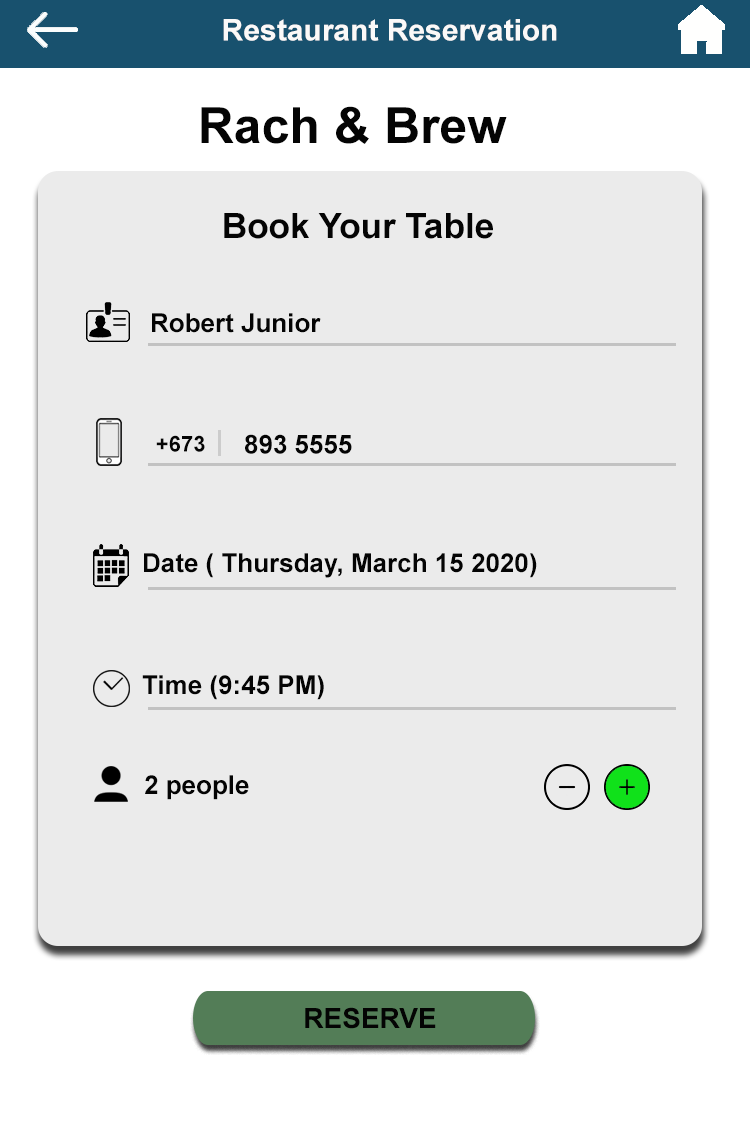 Restaurant Reservation
Rach & Brew
Book Your Table
Robert Junior
+673 893 5555
Date ( Thursday, March 15 2020)
Time (9:45 PM)
2 people
RESERVE